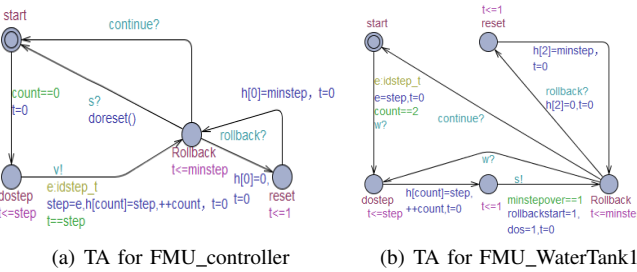 start
continue?
count==0
t=0
s?
doreset()
h[0]=minstep, t=0
rollback?
Rollback
t<=minstep
v!
e:idstep_t
step=e,h[count]=step,++count, t=0
t==step
dostep
t<=step
h[0]=0,
t=0
reset
t<=1
(a) TA for FMU_controller
start
t<=1
reset
h[2]=minstep,
t=0
e:idstep_t
e=step,t=0
count==2
w?
continue?
rollback?
h[2]=0,t=0
w?
h[count]=step,
++count,t=0
s!
t<=1
minstepover==1
rollbackstart=1,
dos=1,t=0
dostep
t<=step
Rollback
t<=minste
(b) TA for FMU_WaterTank1